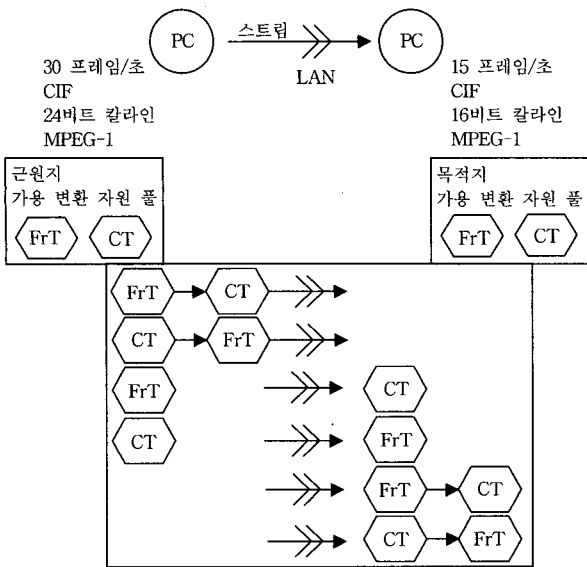 PC
스트림
PC
LAN
30 프레임/초
CIF
24비트 칼라인
MPEG-1
15 프레임/초
CIF
16비트 칼라인
MPEG-1
근원지
가용 변환 자원 풀
FrT CT
목적지
가용 변환 자원 풀
FrT CT
FrT CT
CT FrT
FrT CT
CT FrT
FrT CT
CT FrT